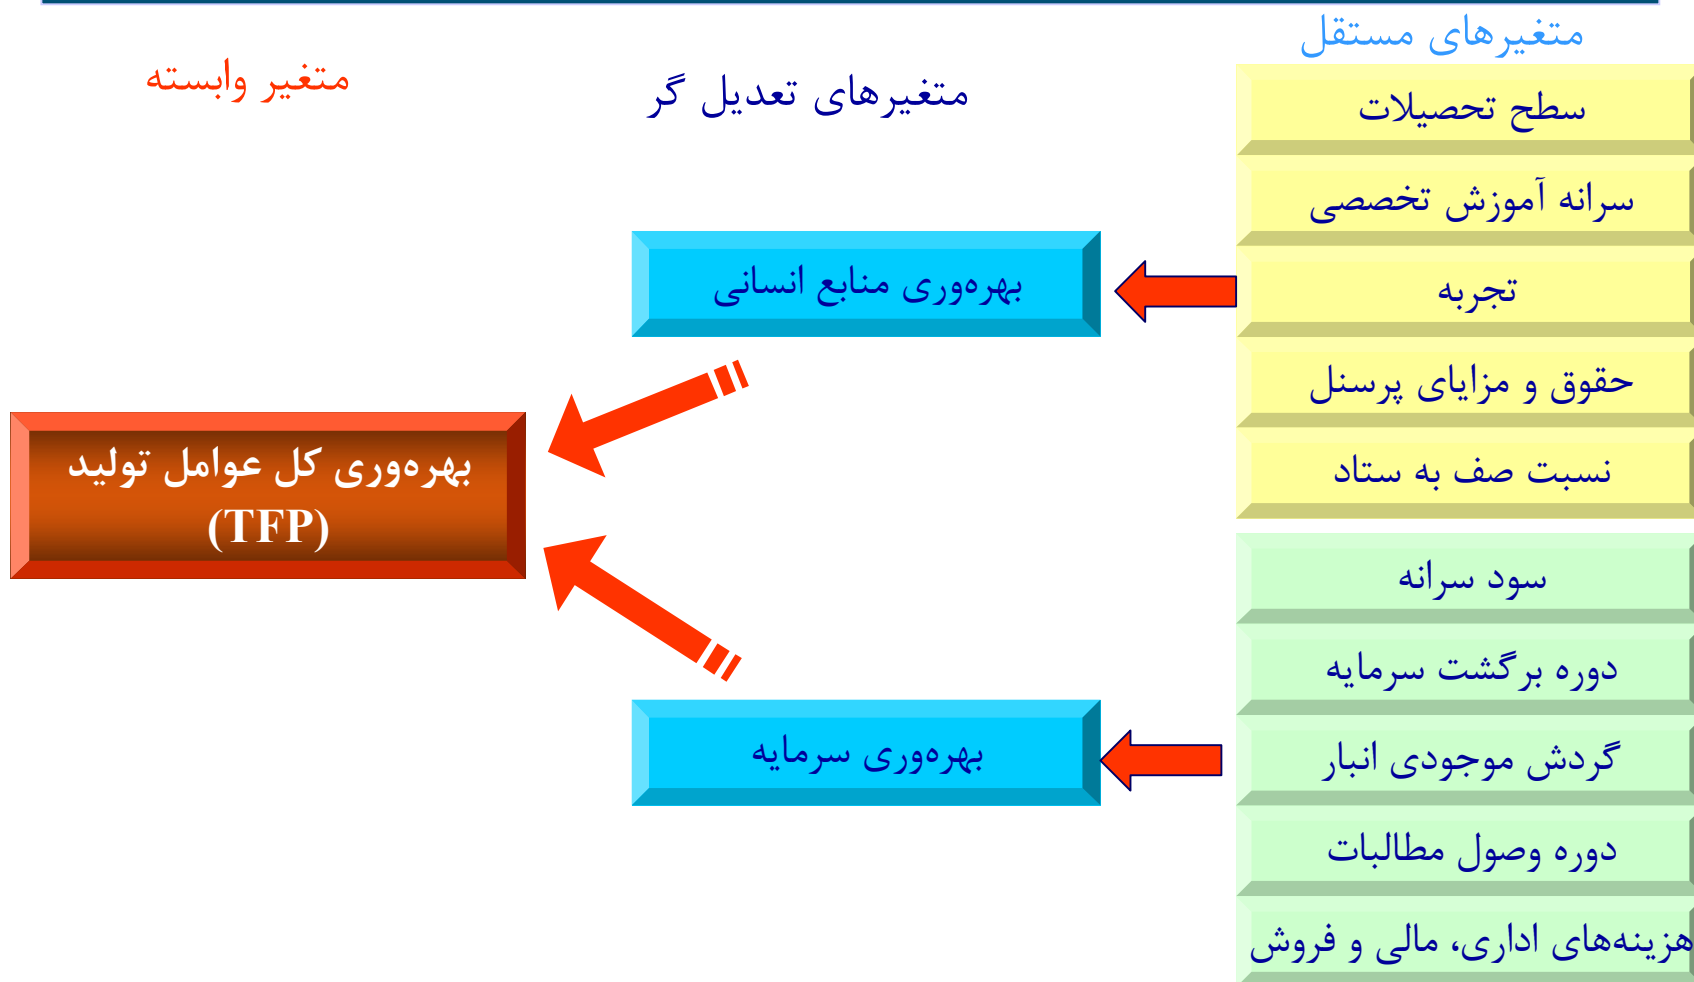 متغیرهای مستقل
سطح تحصیلات
سرانه آموزش تخصصی
تجربه
حقوق و مزایای پرسنل
نسبت صف به ستاد
سود سرانه
دوره برگشت سرمایه
گردش موجودی انبار
دوره وصول مطالبات
هزینه‌های اداری، مالی و فروش
متغیرهای تعدیل گر
بهره‌وری منابع انسانی
بهره‌وری سرمایه
متغیر وابسته
بهره‌وری کل عوامل تولید
(TFP)